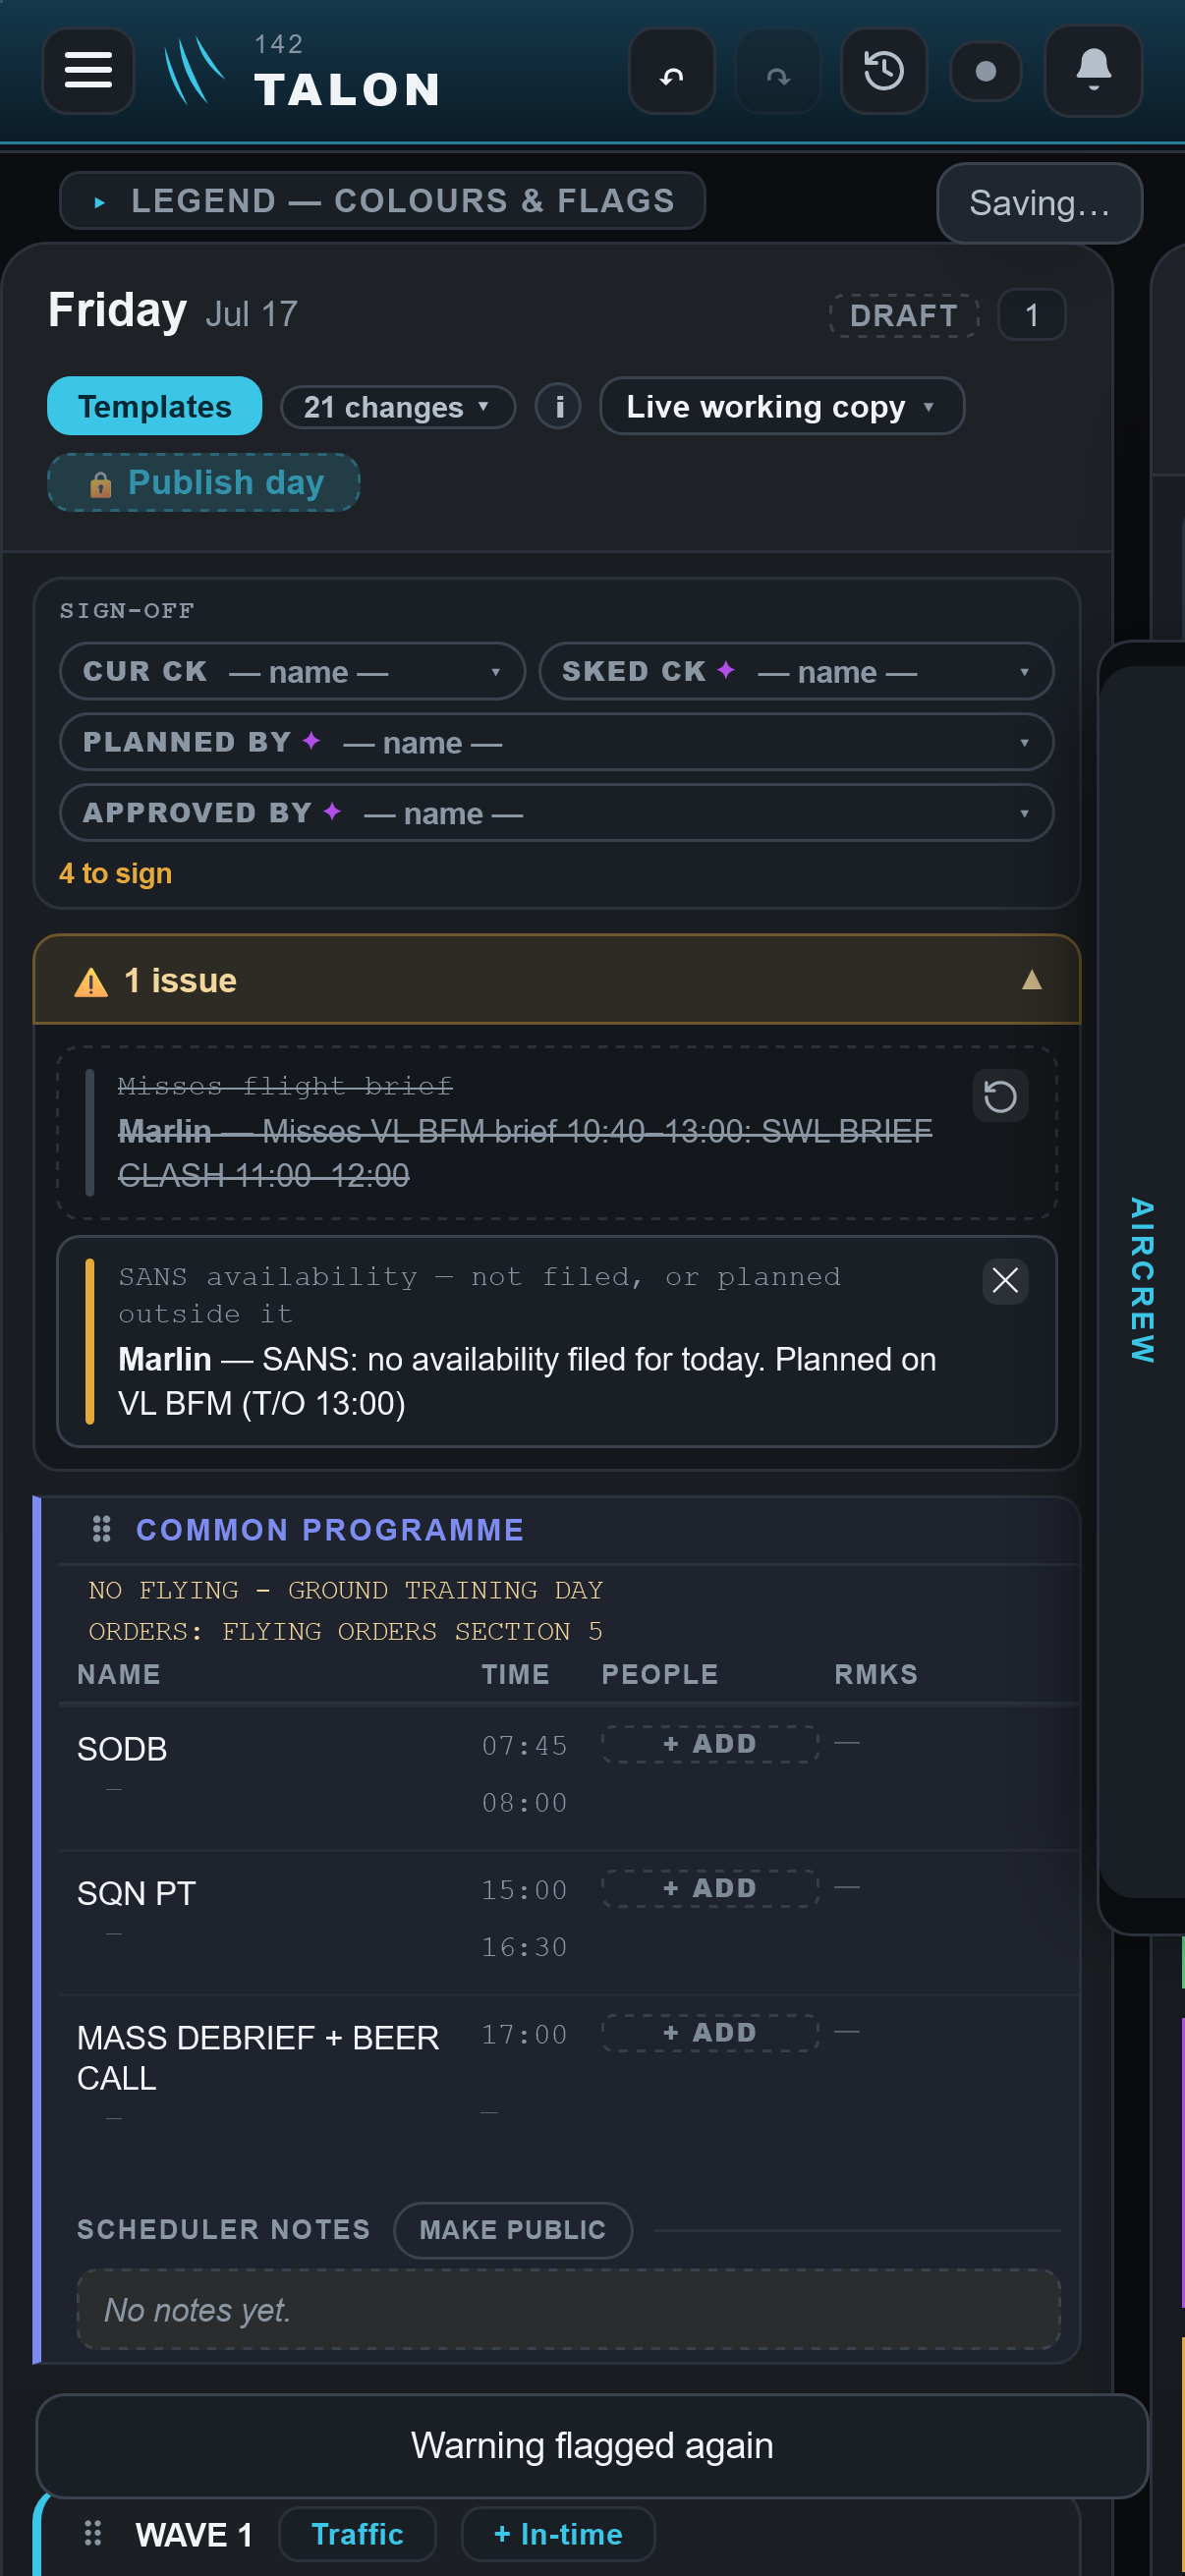 142
TALON
LEGEND — COLOURS & FLAGS
Saving…
Friday Jul 17
DRAFT 1
Templates 21 changes i Live working copy
Publish day
SIGN-OFF
CUR CK — name — SKED CK — name —
PLANNED BY — name —
APPROVED BY — name —
4 to sign
1 issue
Misses flight brief
Marlin — Misses VL BFM brief 10:40–13:00: SWL BRIEF
CLASH 11:00–12:00
SANS availability — not filed, or planned
outside it
Marlin — SANS: no availability filed for today. Planned on
VL BFM (T/O 13:00)
AIRCREW
COMMON PROGRAMME
NO FLYING - GROUND TRAINING DAY
ORDERS: FLYING ORDERS SECTION 5
NAME TIME PEOPLE RMKS
SODB 07:45 + ADD —
— 08:00
SQN PT 15:00 + ADD —
— 16:30
MASS DEBRIEF + BEER 17:00 + ADD —
CALL
— —
SCHEDULER NOTES MAKE PUBLIC
No notes yet.
Warning flagged again
WAVE 1 Traffic + In-time